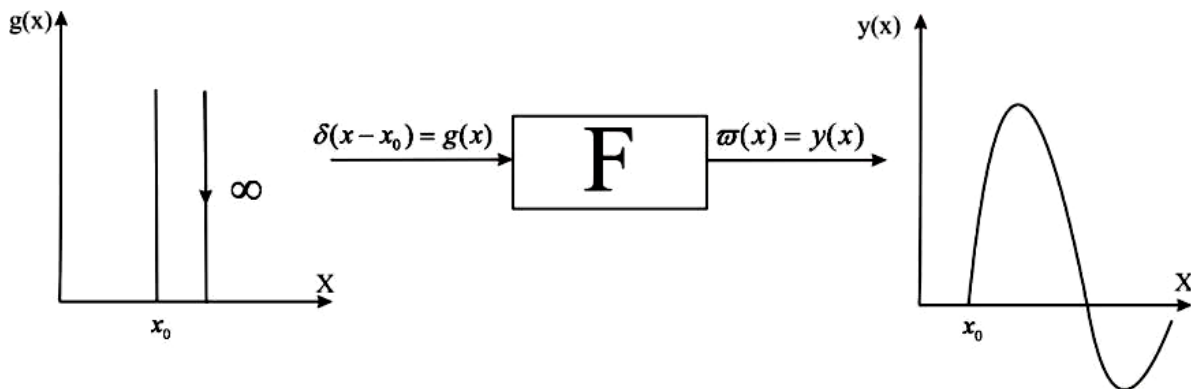 g(x)
∞
X
x₀
δ(x−x₀)=g(x)
F
ϖ(x)=y(x)
y(x)
X
x₀